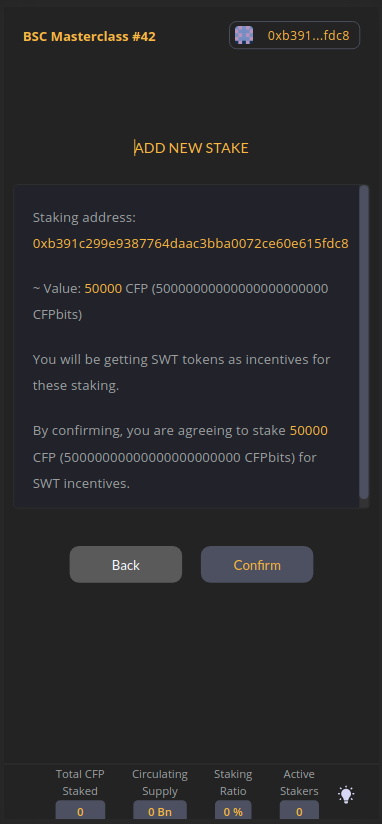 BSC Masterclass #42
0xb391...fdc8
ADD NEW STAKE
Staking address:
0xb391c299e9387764daac3bba0072ce60e615fdc8
~ Value: 50000 CFP (50000000000000000000000
CFPbits)
You will be getting SWT tokens as incentives for
these staking.
By confirming, you are agreeing to stake 50000
CFP (50000000000000000000000 CFPbits) for
SWT incentives.
Back
Confirm
Total CFP Staked
0
Circulating Supply
0 Bn
Staking Ratio
0 %
Active Stakers
0